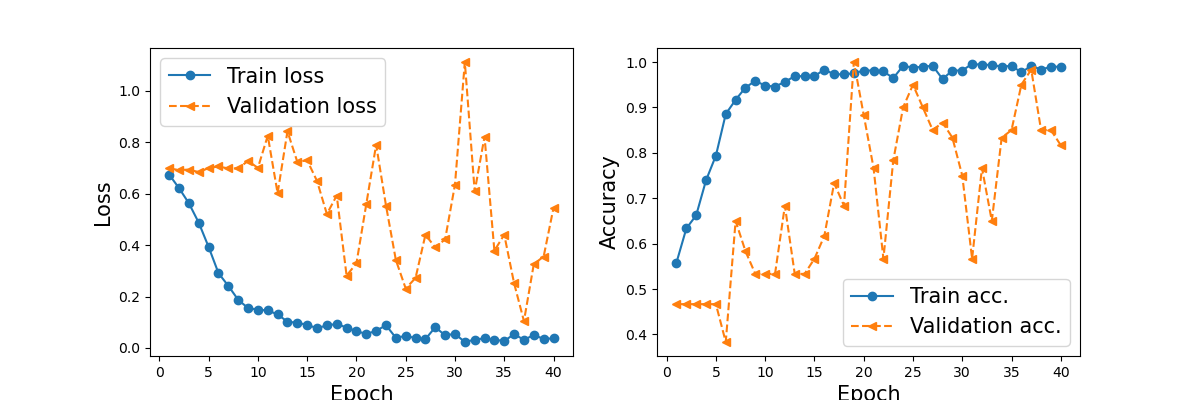 Train loss
Validation loss
1.0
0.8
0.6
0.4
0.2
0.0
Loss
0 5 10 15 20 25 30 35 40
Epoch
1.0
0.9
0.8
0.7
0.6
0.5
0.4
Accuracy
Train acc.
Validation acc.
0 5 10 15 20 25 30 35 40
Epoch